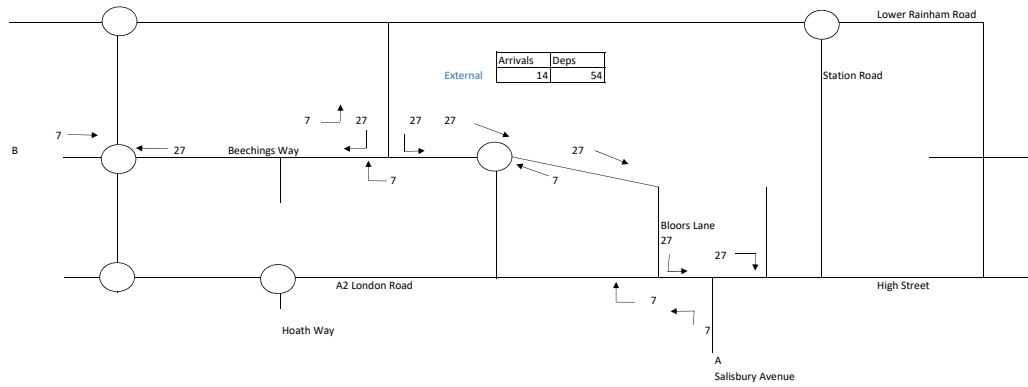 Lower Rainham Road
Arrivals Deps
External 14 54
Station Road
7 27 27 27
7
B
27
Beechings Way
27
7
7
Bloors Lane
27
27
A2 London Road
High Street
7
7
Hoath Way
A
Salisbury Avenue